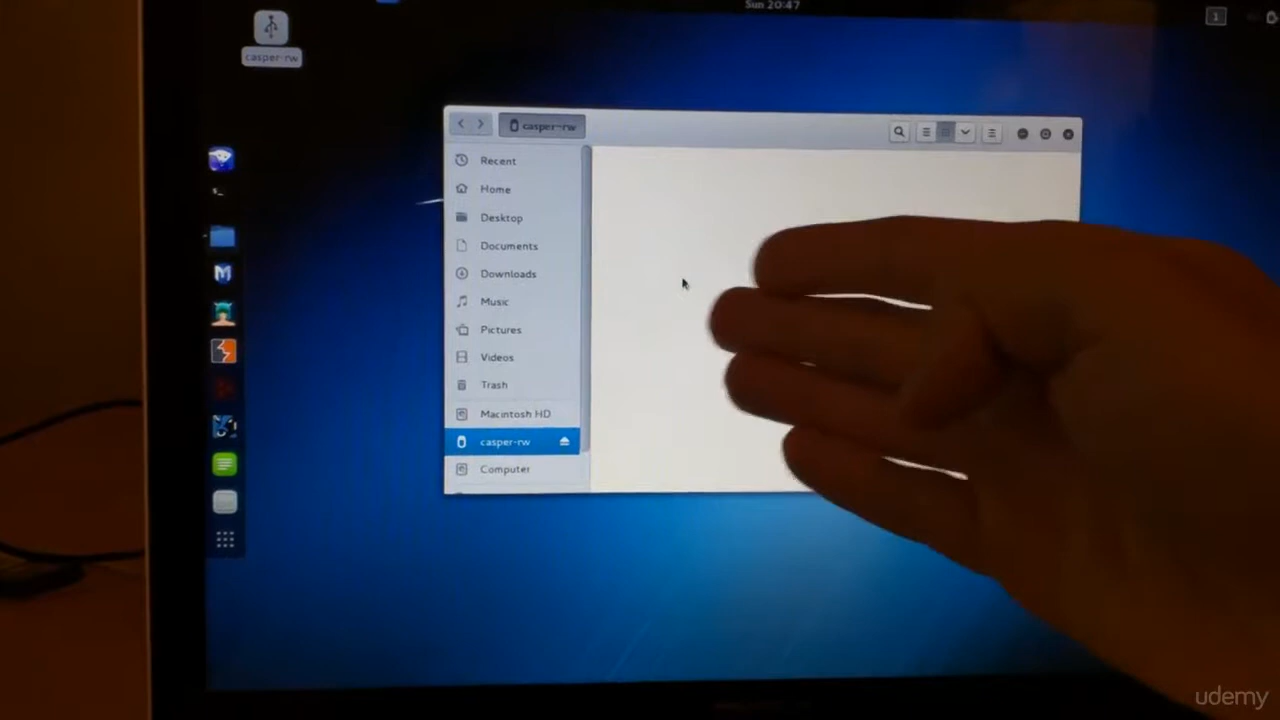 Sun 20:47
1
casper-rw
casper-rw
Recent
Home
Desktop
Documents
Downloads
Music
Pictures
Videos
Trash
Macintosh HD
casper-rw
Computer
udemy